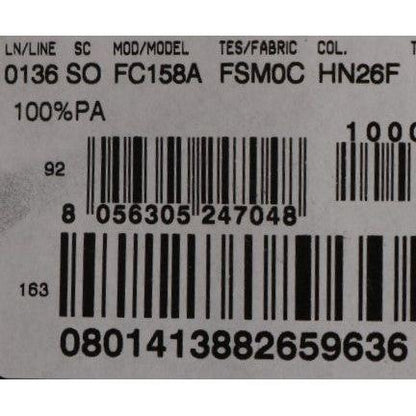 LN/LINE SC MOD/MODEL TES/FABRIC COL. T
0136 SO FC158A FSM0C HN26F
100%PA
1000
92
8 056305 247048
163
0801413882659636